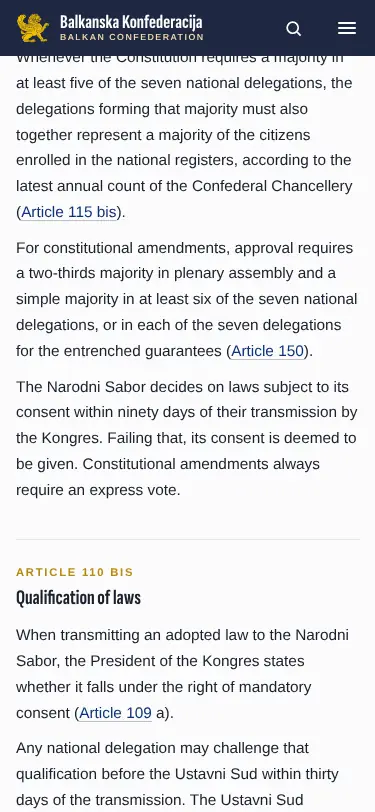 Balkanska Konfederacija
BALKAN CONFEDERATION
Whenever the Constitution requires a majority in
at least five of the seven national delegations, the
delegations forming that majority must also
together represent a majority of the citizens
enrolled in the national registers, according to the
latest annual count of the Confederal Chancellery
(Article 115 bis).
For constitutional amendments, approval requires
a two-thirds majority in plenary assembly and a
simple majority in at least six of the seven national
delegations, or in each of the seven delegations
for the entrenched guarantees (Article 150).
The Narodni Sabor decides on laws subject to its
consent within ninety days of their transmission by
the Kongres. Failing that, its consent is deemed to
be given. Constitutional amendments always
require an express vote.
ARTICLE 110 BIS
Qualification of laws
When transmitting an adopted law to the Narodni
Sabor, the President of the Kongres states
whether it falls under the right of mandatory
consent (Article 109 a).
Any national delegation may challenge that
qualification before the Ustavni Sud within thirty
days of the transmission. The Ustavni Sud